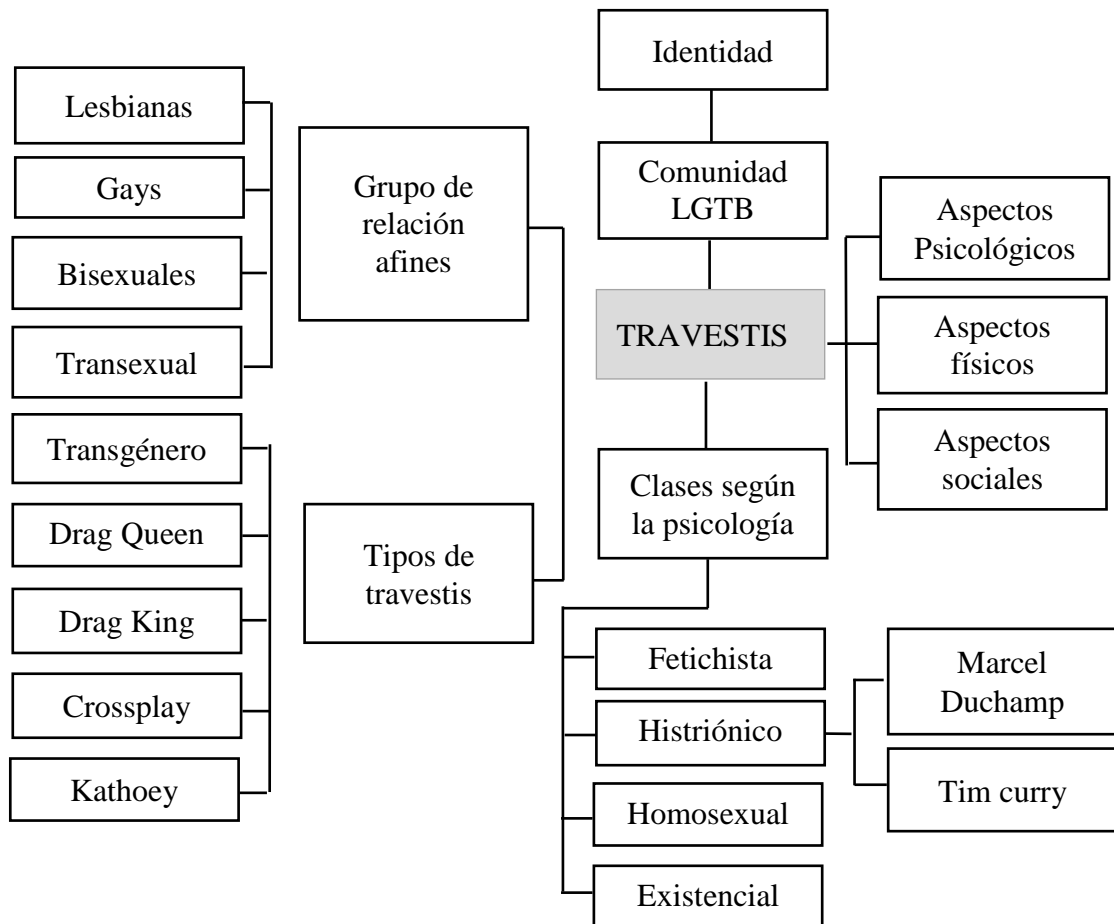 Identidad
Lesbianas
Gays
Bisexuales
Transexual
Grupo de
relación
afines
Comunidad
LGTB
TRAVESTIS
Aspectos
Psicológicos
Aspectos
físicos
Aspectos
sociales
Transgénero
Drag Queen
Drag King
Crossplay
Kathoey
Tipos de
travestis
Clases según
la psicología
Fetichista
Histriónico
Homosexual
Existencial
Marcel
Duchamp
Tim curry